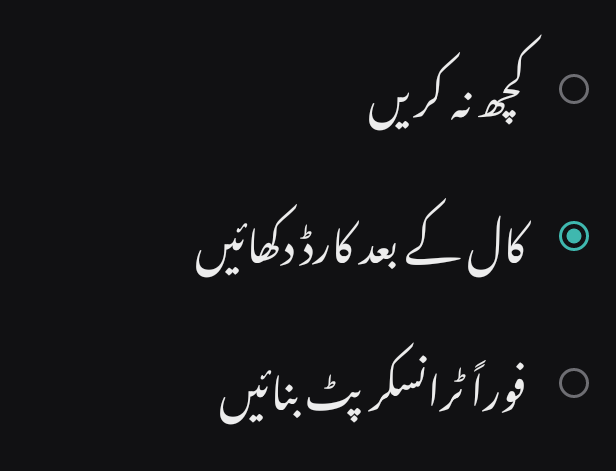 کچھ نہ کریں
کال کے بعد کارڈ دکھائیں
فوراً ٹرانسکرپٹ بنائیں